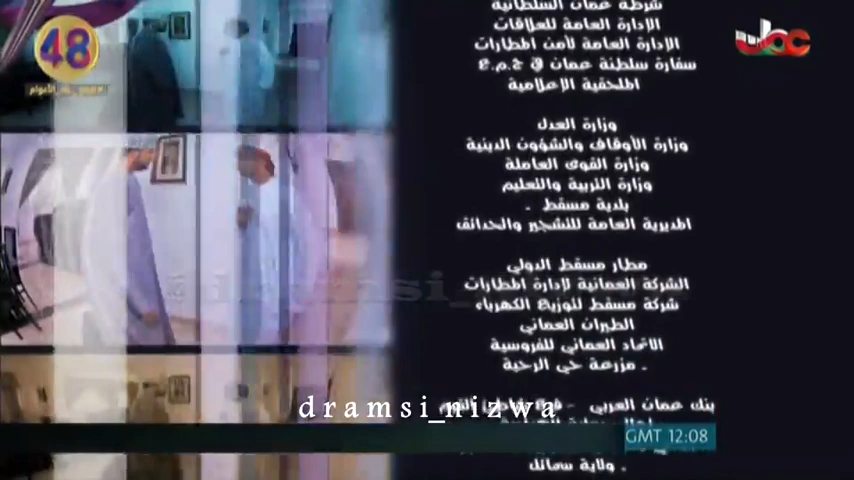 شرطة عمان السلطانية
الإدارة العامة للعلاقات
الإدارة العامة لأمن المطارات
سفارة سلطنة عمان في ج.م.ع
الملحقية الإعلامية
وزارة العدل
وزارة الأوقاف والشؤون الدينية
وزارة القوى العاملة
وزارة التربية والتعليم
بلدية مسقط .
المديرية العامة للتشجير والحدائق
مطار مسقط الدولي
الشركة العمانية لإدارة المطارات
شركة مسقط لتوزيع الكهرباء
الطيران العماني
الاتحاد العماني للفروسية
. مزرعة حي الرحبة
بنك عمان العربي -
. ولاية سمائل
48
dramsi_nizwa
GMT 12:08